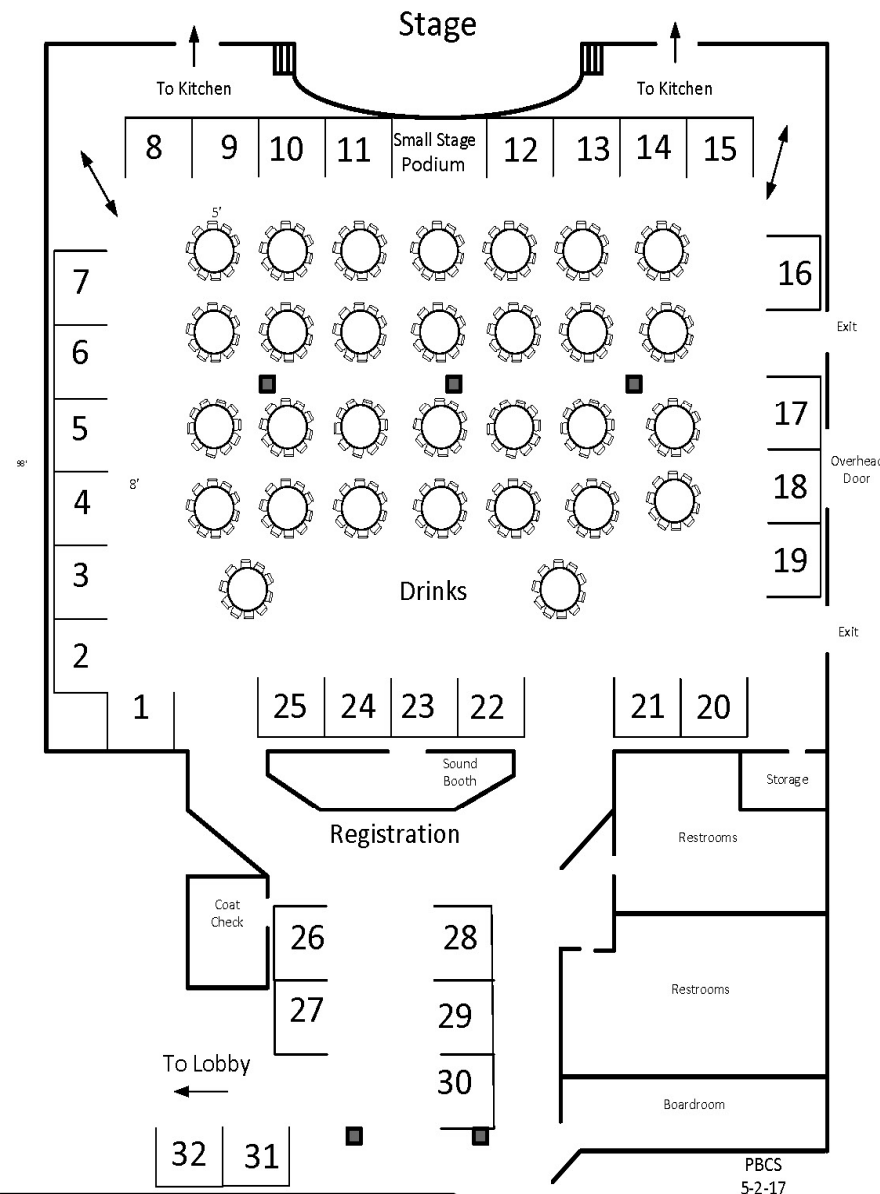 Stage
To Kitchen
To Kitchen
8
9
10
11
Small Stage
Podium
12
13
14
15
5'
7
16
6
Exit
5
17
98'
Overhead
Door
4
8'
18
3
19
Drinks
2
Exit
1
25
24
23
22
21
20
Sound
Booth
Storage
Registration
Restrooms
Coat
Check
26
28
27
29
Restrooms
To Lobby
30
Boardroom
32
31
PBCS
5-2-17